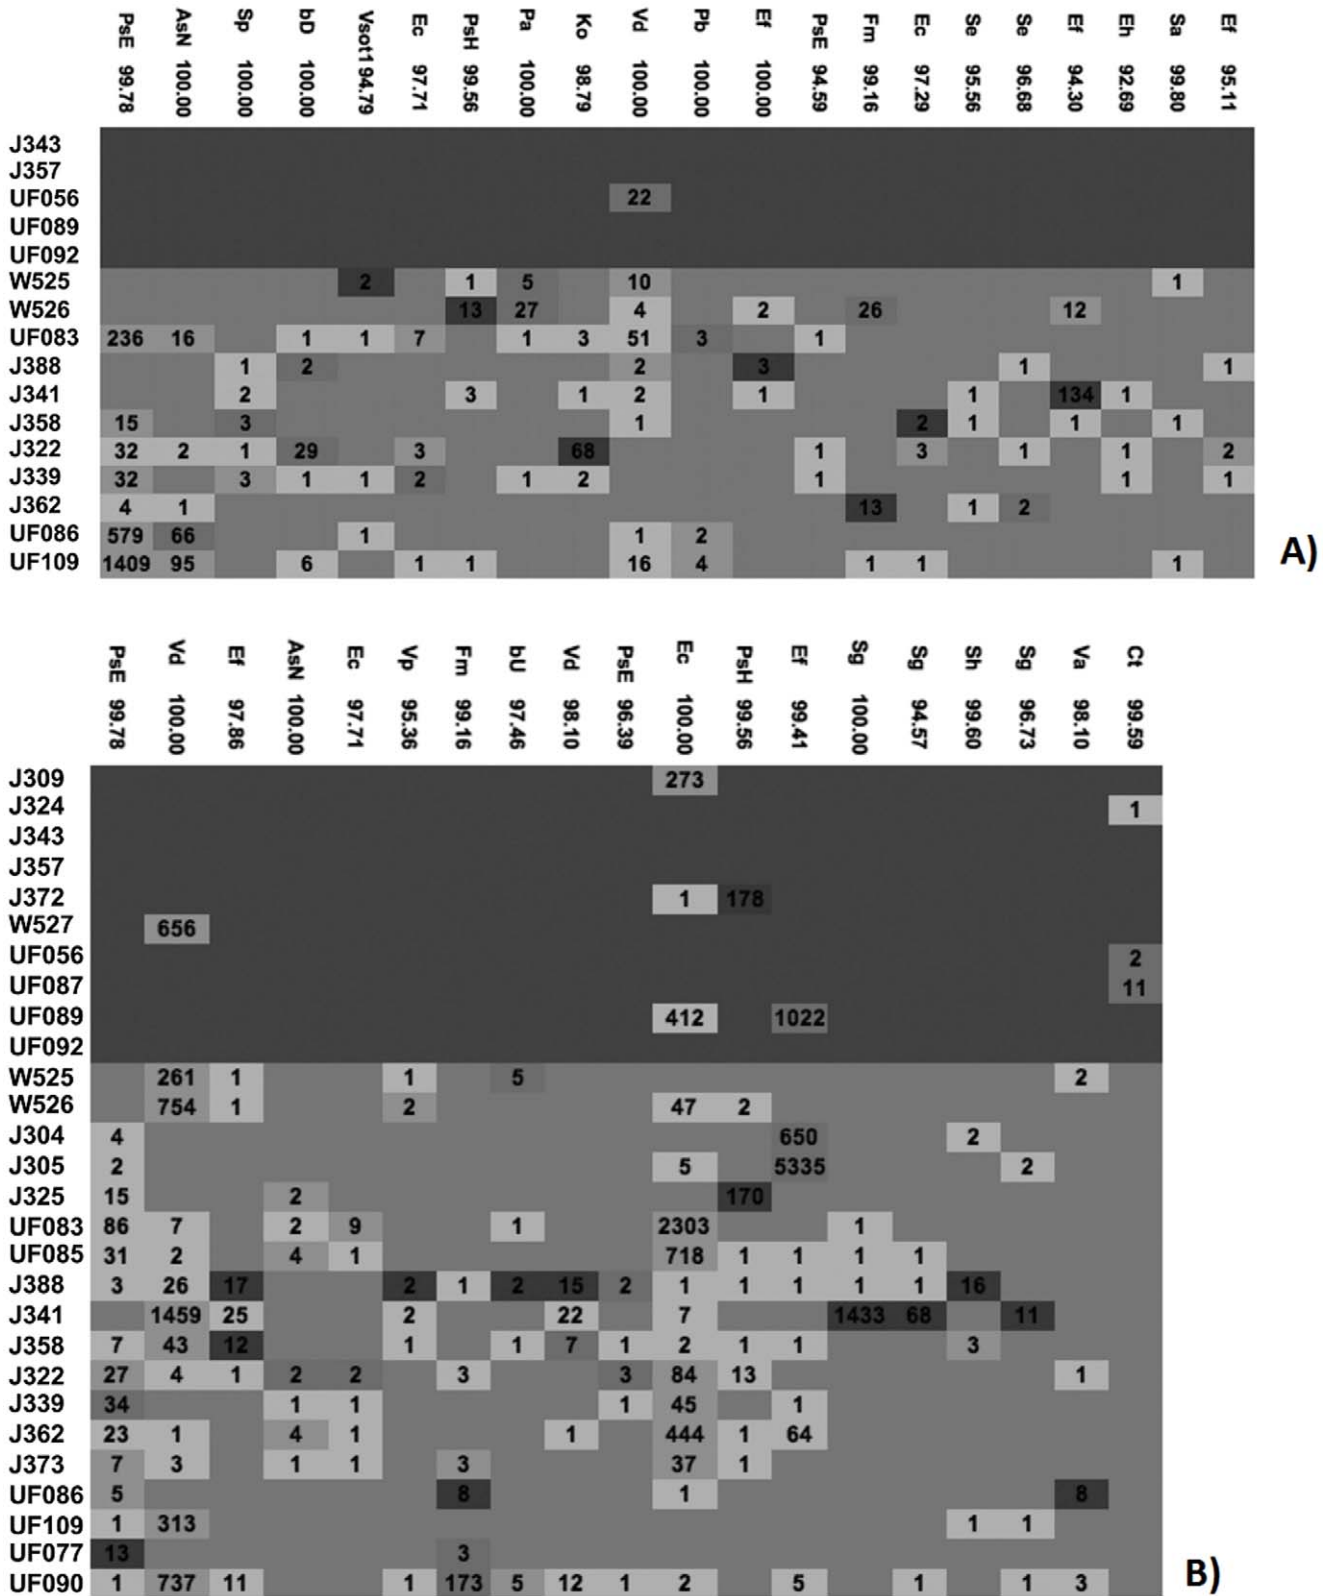 PsE 99.78 AsN 100.00 Sp 100.00 bD 100.00 Vsot1 94.79 Ec 97.71 PsH 99.56 Pa 100.00 Ko 98.79 Vd 100.00 Pb 100.00 Ef 100.00 PsE 94.59 Fm 99.16 Ec 97.29 Se 95.56 Se 96.68 Ef 94.30 Eh 92.69 Sa 99.80 Ef 95.11
J343
J357
UF056 22
UF089
UF092
W525 2 1 5 10 1
W526 13 27 4 2 26 12
UF083 236 16 1 1 7 1 3 51 3 1
J388 1 2 2 3 1 1
J341 2 3 1 2 1 1 134 1
J358 15 3 1 2 1 1 1
J322 32 2 1 29 3 68 1 3 1 1 2
J339 32 3 1 1 2 1 2 1 1 1
J362 4 1 13 1 2
UF086 579 66 1 1 2
UF109 1409 95 6 1 1 16 4 1 1 1
A)
PsE 99.78 Vd 100.00 Ef 97.86 AsN 100.00 Ec 97.71 Vp 95.36 Fm 99.16 bU 97.46 Vd 98.10 PsE 96.39 Ec 100.00 PsH 99.56 Ef 99.41 Sg 100.00 Sg 94.57 Sh 99.60 Sg 96.73 Va 98.10 Ct 99.59
J309 273
J324 1
J343
J357
J372 1 178
W527 656
UF056 2
UF087 11
UF089 412 1022
UF092
W525 261 1 1 5 2
W526 754 1 2 47 2
J304 4 650 2
J305 2 5 5335 2
J325 15 2 170
UF083 86 7 2 9 1 2303 1
UF085 31 2 4 1 718 1 1 1 1
J388 3 26 17 2 1 2 15 2 1 1 1 1 1 16
J341 1459 25 2 22 7 1433 68 11
J358 7 43 12 1 1 7 1 2 1 1 3
J322 27 4 1 2 2 3 3 84 13 1
J339 34 1 1 1 45 1
J362 23 1 4 1 1 444 1 64
J373 7 3 1 1 3 37 1
UF086 5 8 1 8
UF109 1 313 1 1
UF077 13 3
UF090 1 737 11 1 173 5 12 1 2 5 1 1 3
B)